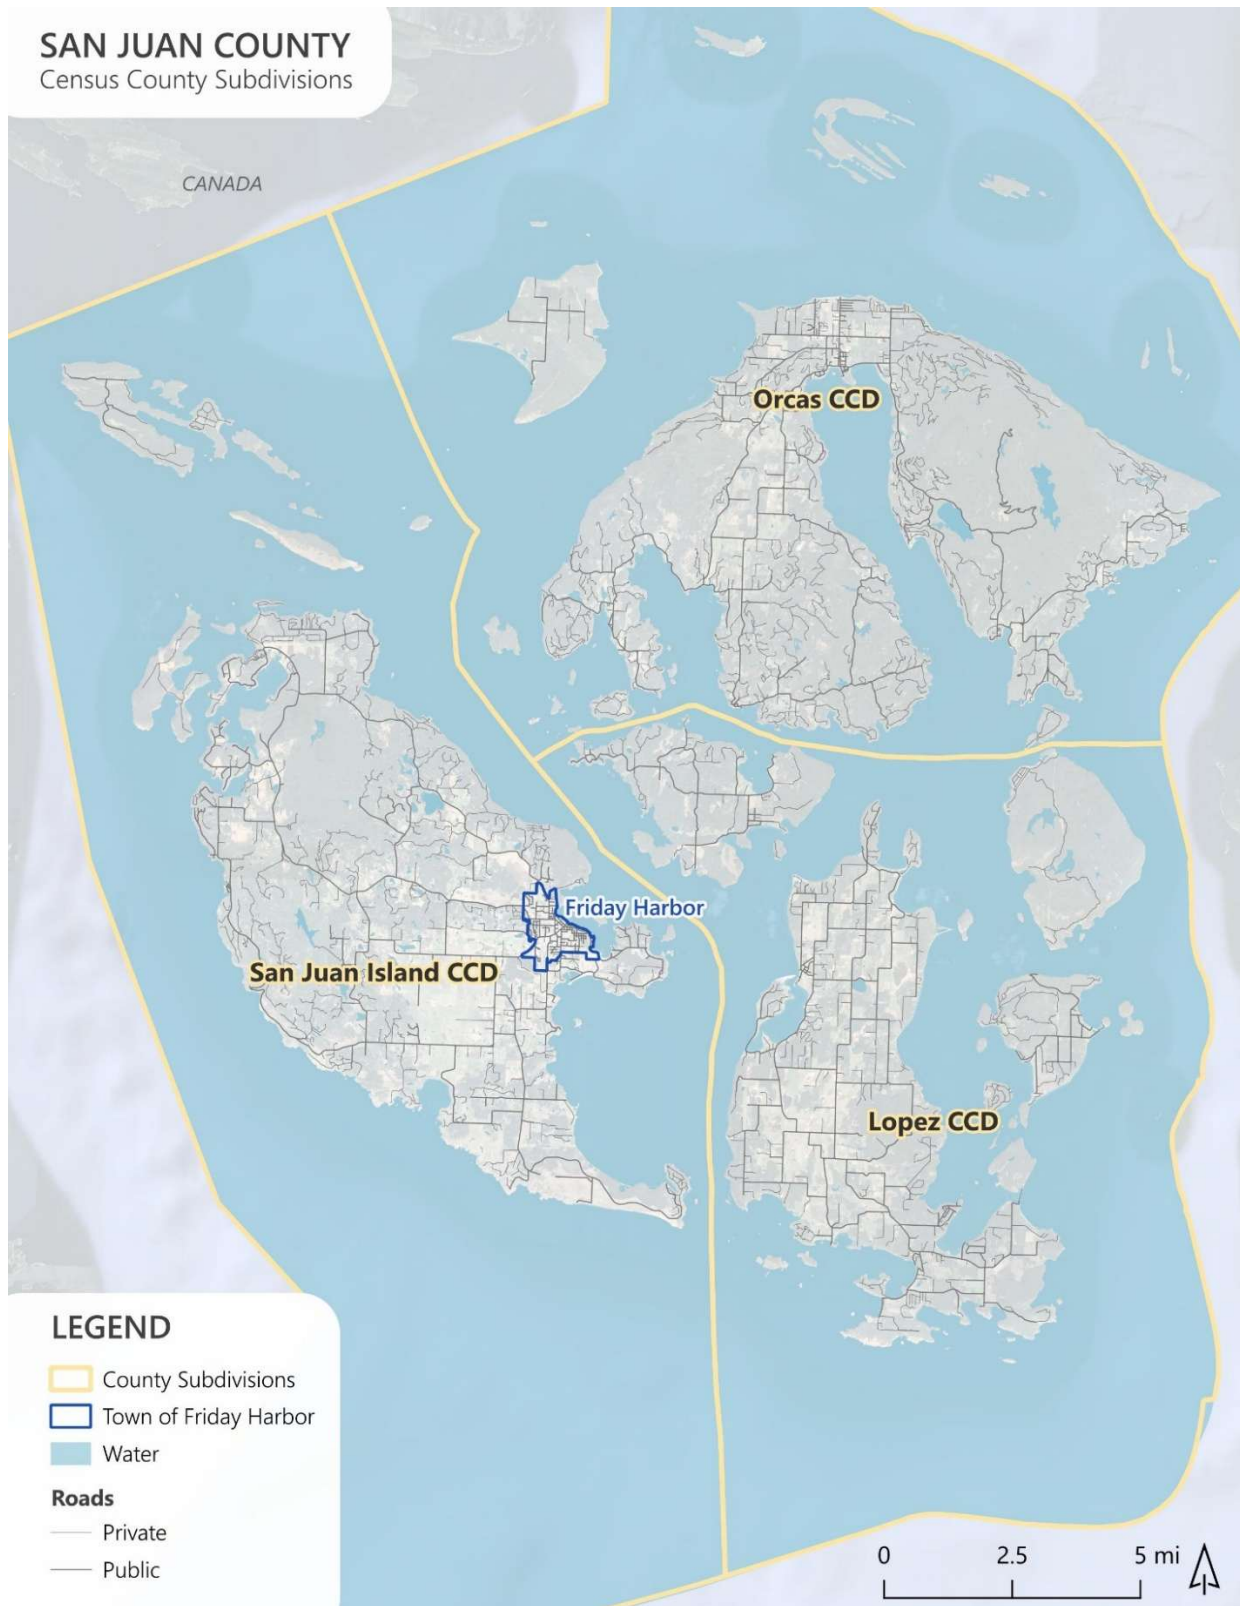 SAN JUAN COUNTY
Census County Subdivisions
CANADA
Orcas CCD
Friday Harbor
San Juan Island CCD
Lopez CCD
LEGEND
County Subdivisions
Town of Friday Harbor
Water
Roads
Private
Public
0 2.5 5 mi